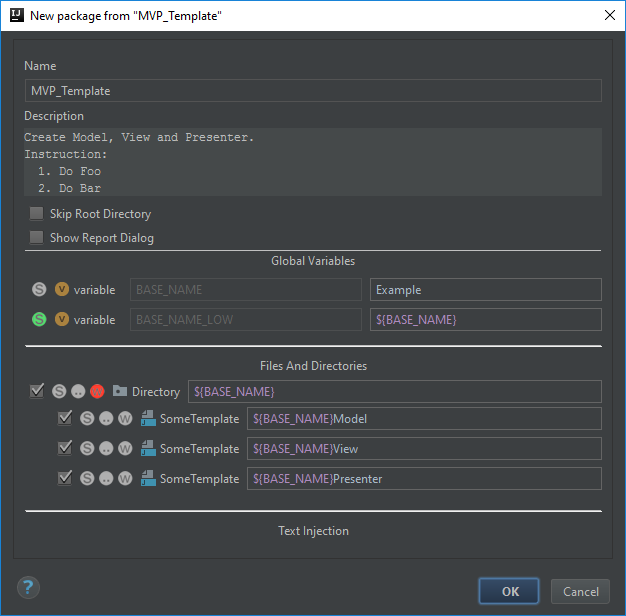 New package from "MVP_Template"
Name
MVP_Template
Description
Create Model, View and Presenter.
Instruction:
1. Do Foo
2. Do Bar
Skip Root Directory
Show Report Dialog
Global Variables
S V variable BASE_NAME Example
S V variable BASE_NAME_LOW ${BASE_NAME}
Files And Directories
S .. Directory ${BASE_NAME}
S .. W SomeTemplate ${BASE_NAME}Model
S .. W SomeTemplate ${BASE_NAME}View
S .. W SomeTemplate ${BASE_NAME}Presenter
Text Injection
? OK Cancel